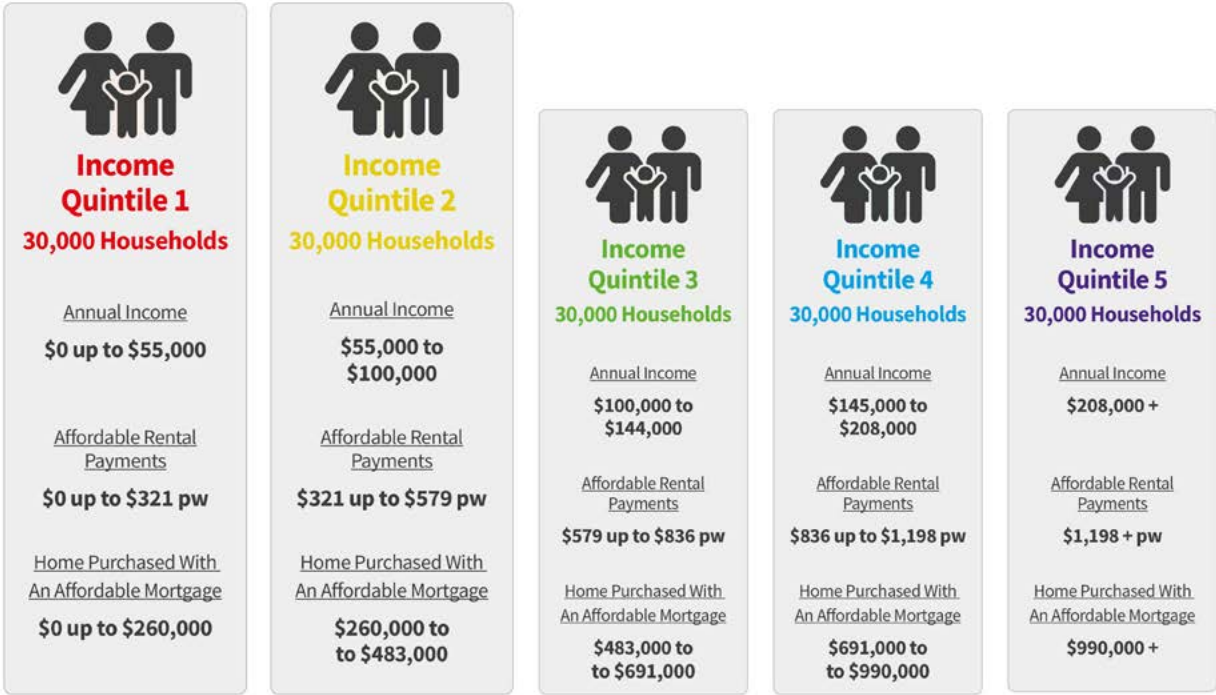 Income
Quintile 1
30,000 Households
Annual Income
$0 up to $55,000
Affordable Rental
Payments
$0 up to $321 pw
Home Purchased With
An Affordable Mortgage
$0 up to $260,000
Income
Quintile 2
30,000 Households
Annual Income
$55,000 to
$100,000
Affordable Rental
Payments
$321 up to $579 pw
Home Purchased With
An Affordable Mortgage
$260,000 to
to $483,000
Income
Quintile 3
30,000 Households
Annual Income
$100,000 to
$144,000
Affordable Rental
Payments
$579 up to $836 pw
Home Purchased With
An Affordable Mortgage
$483,000 to
to $691,000
Income
Quintile 4
30,000 Households
Annual Income
$145,000 to
$208,000
Affordable Rental
Payments
$836 up to $1,198 pw
Home Purchased With
An Affordable Mortgage
$691,000 to
to $990,000
Income
Quintile 5
30,000 Households
Annual Income
$208,000 +
Affordable Rental
Payments
$1,198 + pw
Home Purchased With
An Affordable Mortgage
$990,000 +